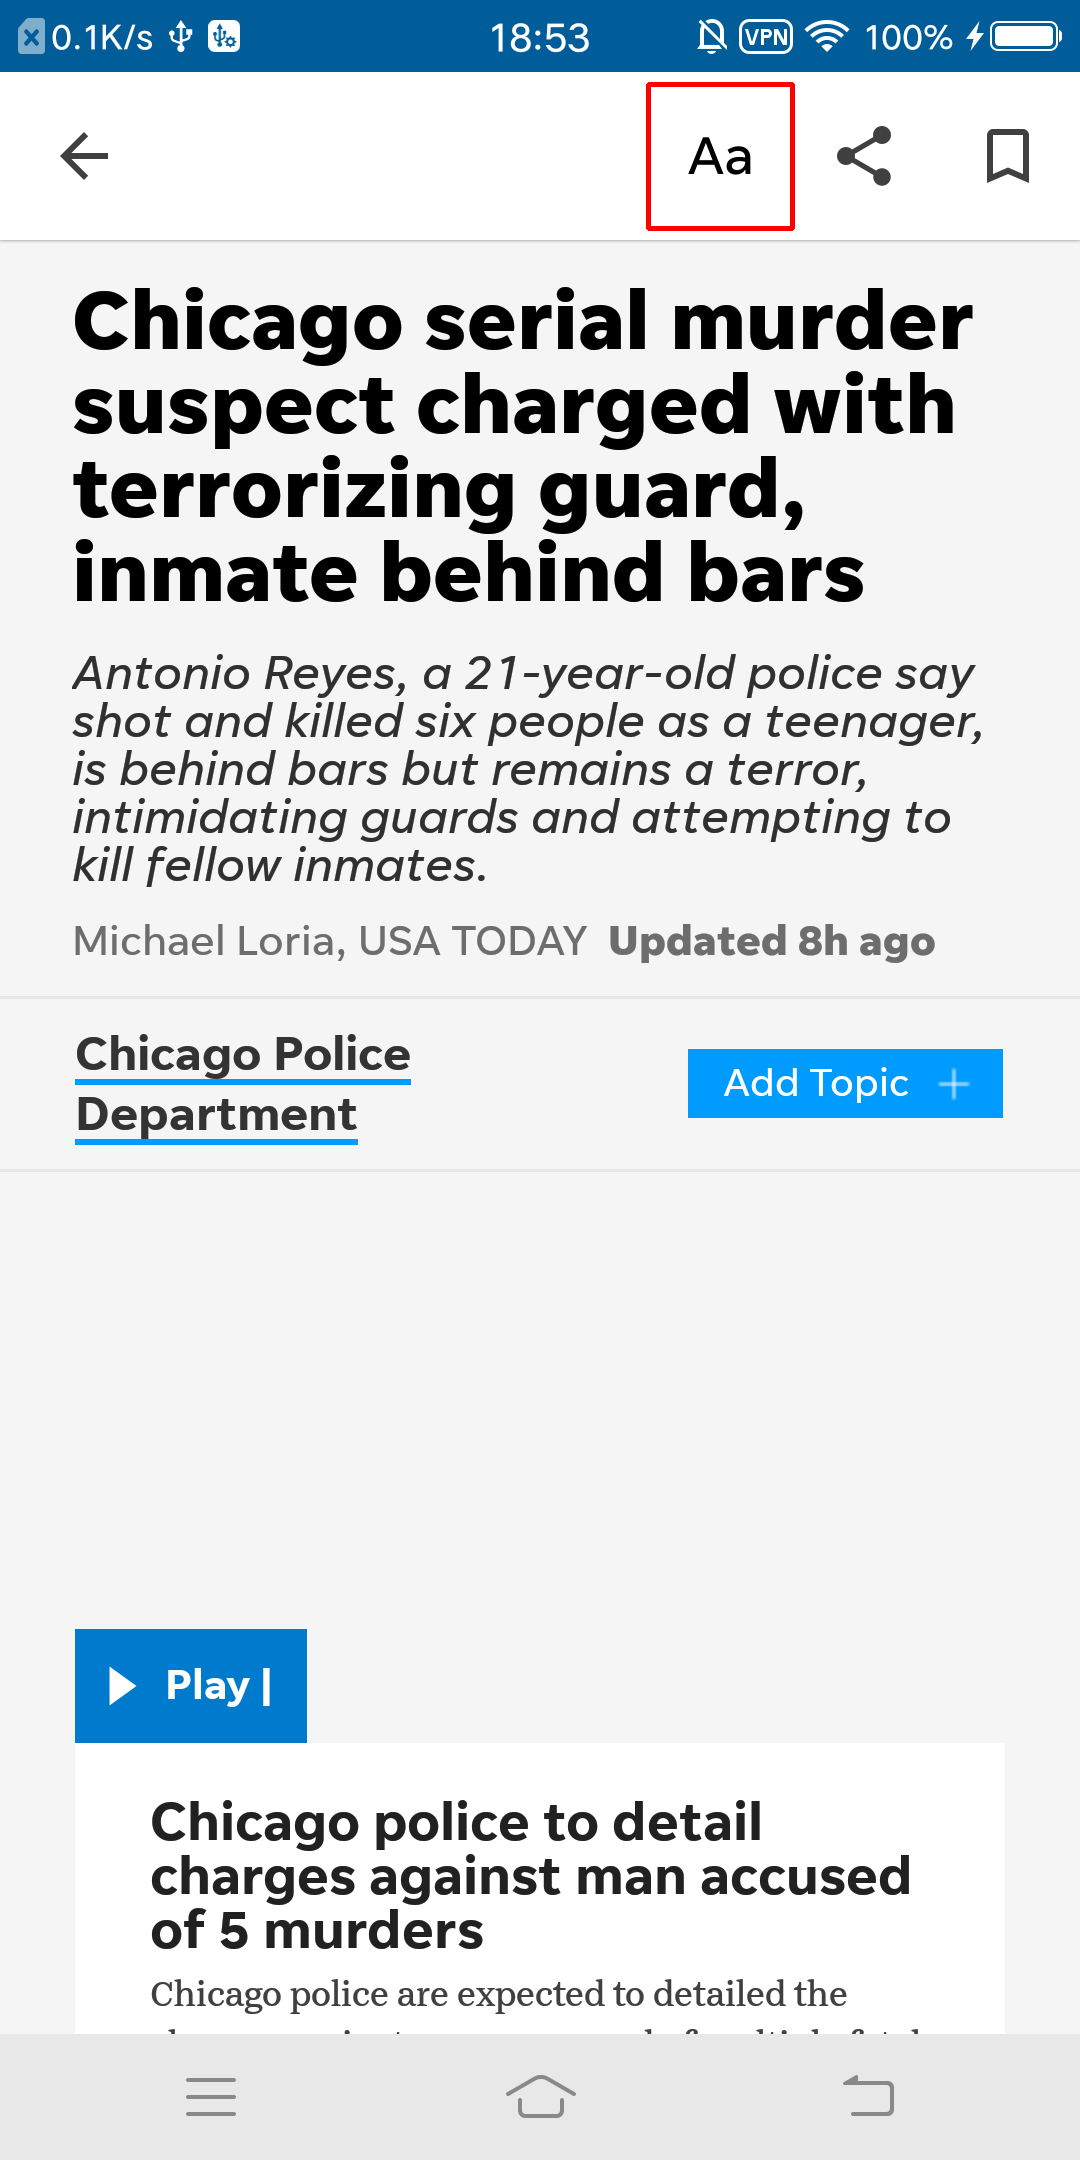 0.1K/s 18:53 VPN 100%
Aa
Chicago serial murder
suspect charged with
terrorizing guard,
inmate behind bars
Antonio Reyes, a 21-year-old police say
shot and killed six people as a teenager,
is behind bars but remains a terror,
intimidating guards and attempting to
kill fellow inmates.
Michael Loria, USA TODAY Updated 8h ago
Chicago Police
Department
Add Topic
Play |
Chicago police to detail
charges against man accused
of 5 murders
Chicago police are expected to detailed the